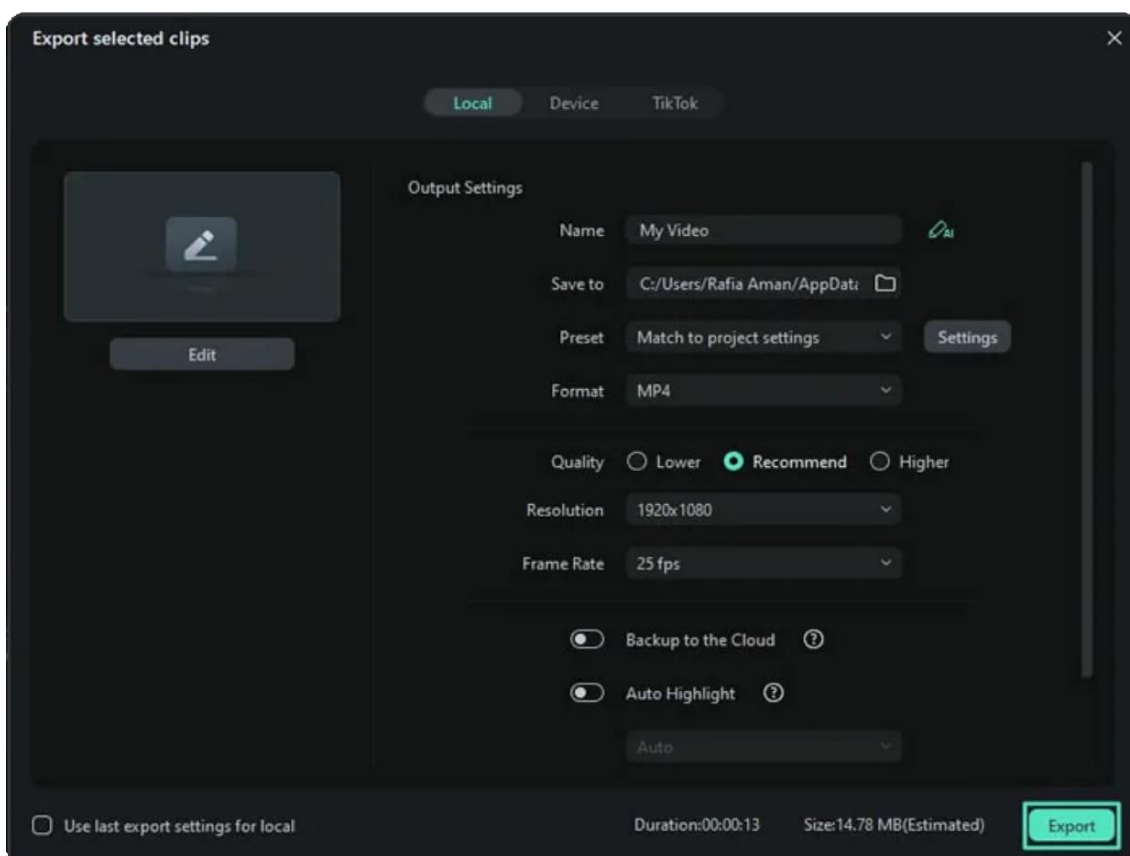 Export selected clips
Local Device TikTok
Output Settings
Name My Video AI
Save to C:/Users/Rafia Aman/AppData
Preset Match to project settings Settings
Edit
Format MP4
Quality Lower Recommend Higher
Resolution 1920x1080
Frame Rate 25 fps
Backup to the Cloud ?
Auto Highlight ?
Auto
Use last export settings for local Duration:00:00:13 Size:14.78 MB(Estimated) Export